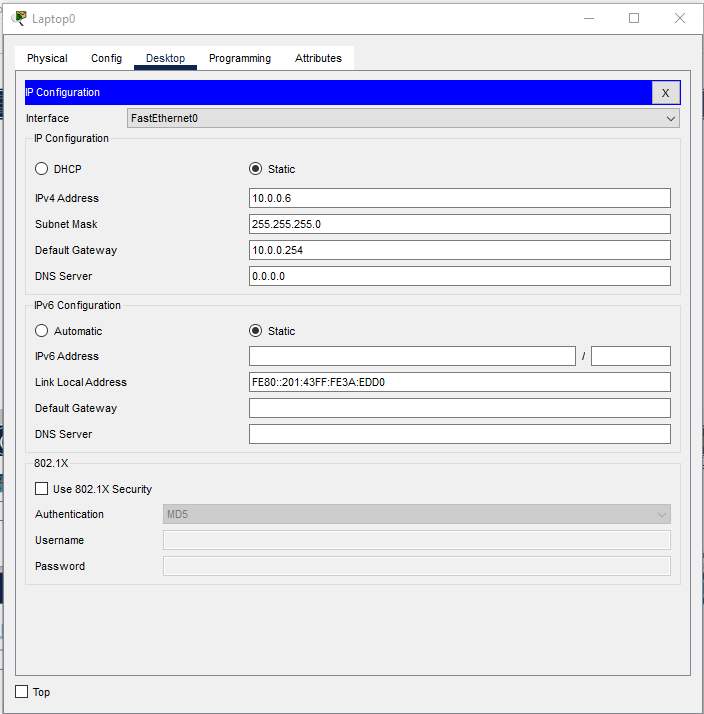 Laptop0
Physical Config Desktop Programming Attributes
IP Configuration X
Interface FastEthernet0
IP Configuration
DHCP Static
IPv4 Address 10.0.0.6
Subnet Mask 255.255.255.0
Default Gateway 10.0.0.254
DNS Server 0.0.0.0
IPv6 Configuration
Automatic Static
IPv6 Address /
Link Local Address FE80::201:43FF:FE3A:EDD0
Default Gateway
DNS Server
802.1X
Use 802.1X Security
Authentication MD5
Username
Password
Top